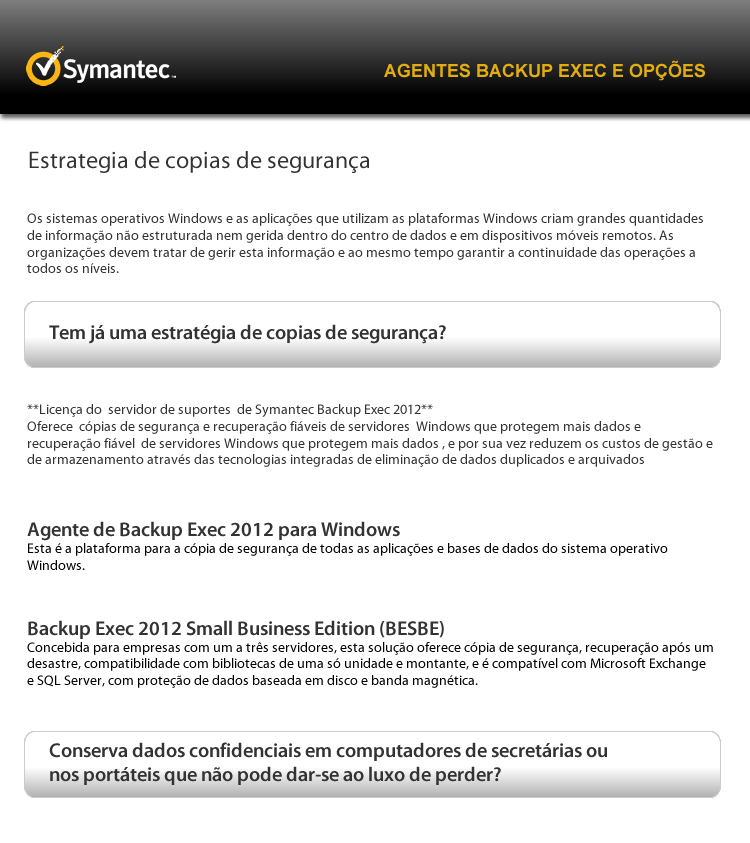 Symantec™
AGENTES BACKUP EXEC E OPÇÕES
Estrategia de copias de segurança
Os sistemas operativos Windows e as aplicações que utilizam as plataformas Windows criam grandes quantidades
de informação não estruturada nem gerida dentro do centro de dados e em dispositivos móveis remotos. As
organizações devem tratar de gerir esta informação e ao mesmo tempo garantir a continuidade das operações a
todos os níveis.
Tem já uma estratégia de copias de segurança?
**Licença do servidor de suportes de Symantec Backup Exec 2012**
Oferece cópias de segurança e recuperação fiáveis de servidores Windows que protegem mais dados e
recuperação fiável de servidores Windows que protegem mais dados , e por sua vez reduzem os custos de gestão e
de armazenamento através das tecnologias integradas de eliminação de dados duplicados e arquivados
Agente de Backup Exec 2012 para Windows
Esta é a plataforma para a cópia de segurança de todas as aplicações e bases de dados do sistema operativo
Windows.
Backup Exec 2012 Small Business Edition (BESBE)
Concebida para empresas com um a três servidores, esta solução oferece cópia de segurança, recuperação após um
desastre, compatibilidade com bibliotecas de uma só unidade e montante, e é compatível com Microsoft Exchange
e SQL Server, com proteção de dados baseada em disco e banda magnética.
Conserva dados confidenciais em computadores de secretárias ou
nos portáteis que não pode dar-se ao luxo de perder?